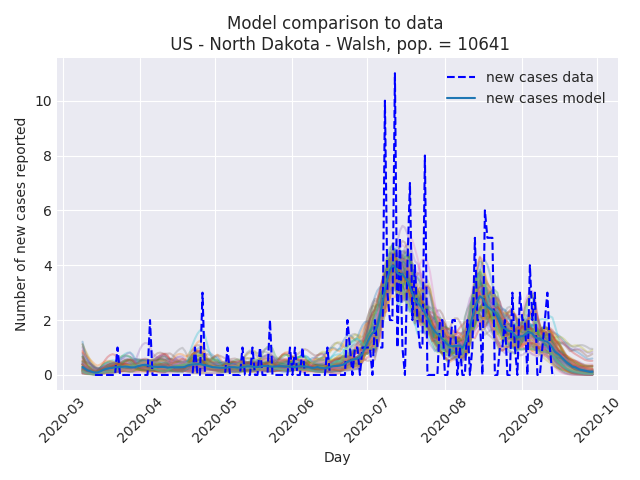 Model comparison to data
US - North Dakota - Walsh, pop. = 10641
new cases data
new cases model
Number of new cases reported
10
8
6
4
2
0
2020-03
2020-04
2020-05
2020-06
2020-07
2020-08
2020-09
2020-10
Day